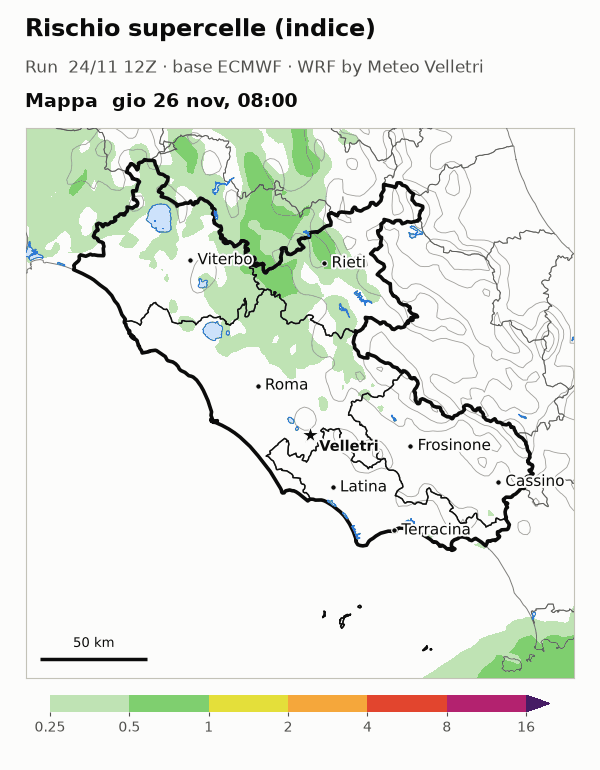 Rischio supercelle (indice)
Run 24/11 12Z · base ECMWF · WRF by Meteo Velletri
Mappa gio 26 nov, 08:00
Viterbo
Rieti
Roma
Velletri
Frosinone
Latina
Cassino
Terracina
50 km
0.25 0.5 1 2 4 8 16